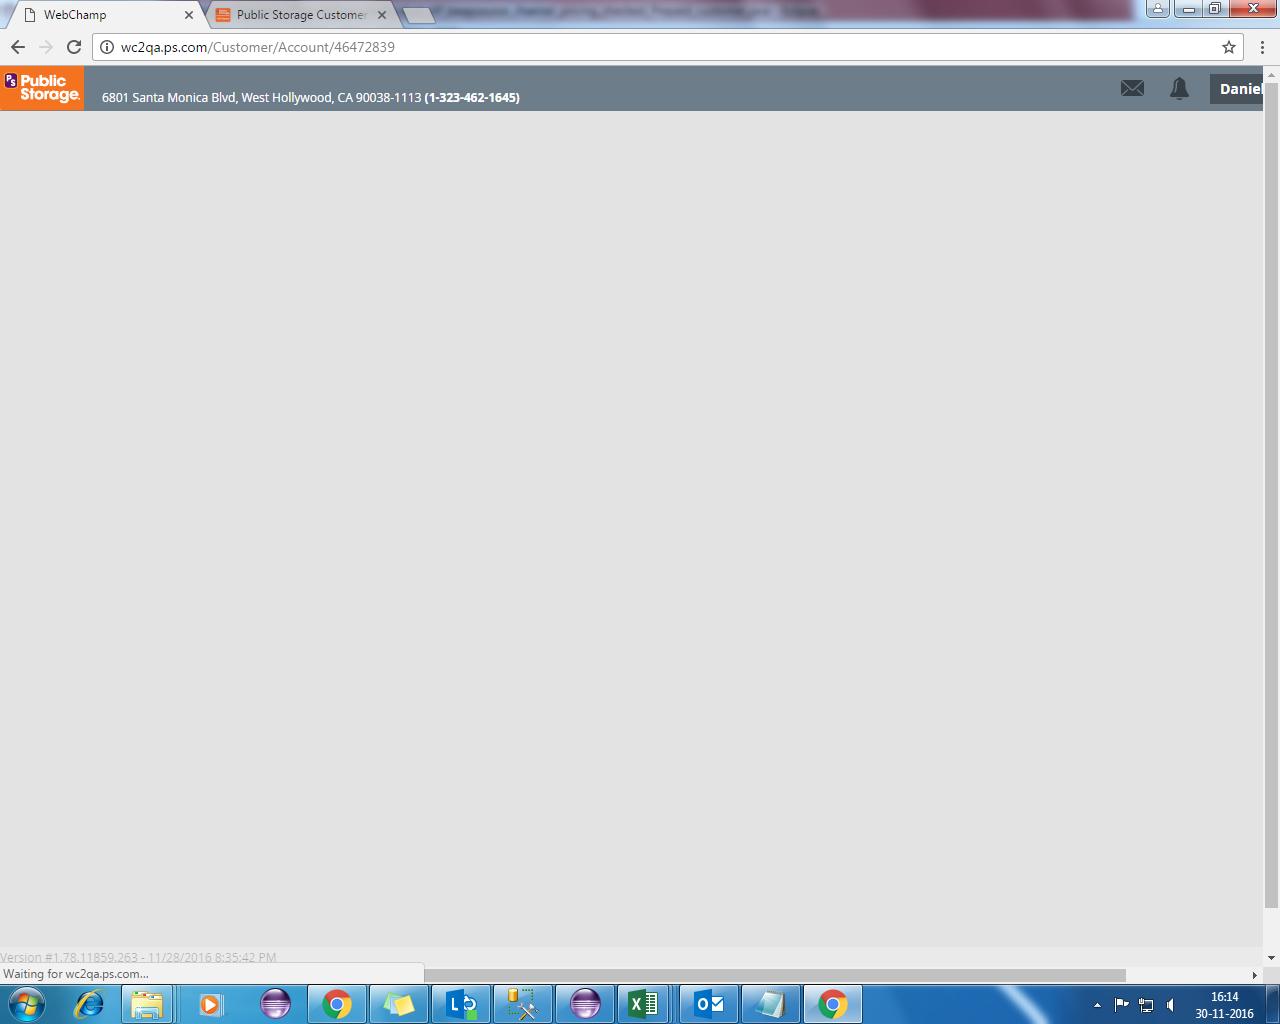 WebChamp
Public Storage Customer
wc2qa.ps.com/Customer/Account/46472839
PS Public Storage.
6801 Santa Monica Blvd, West Hollywood, CA 90038-1113 (1-323-462-1645)
Daniel
Version #1.78.11859.263 - 11/28/2016 8:35:42 PM
Waiting for wc2qa.ps.com...
16:14
30-11-2016